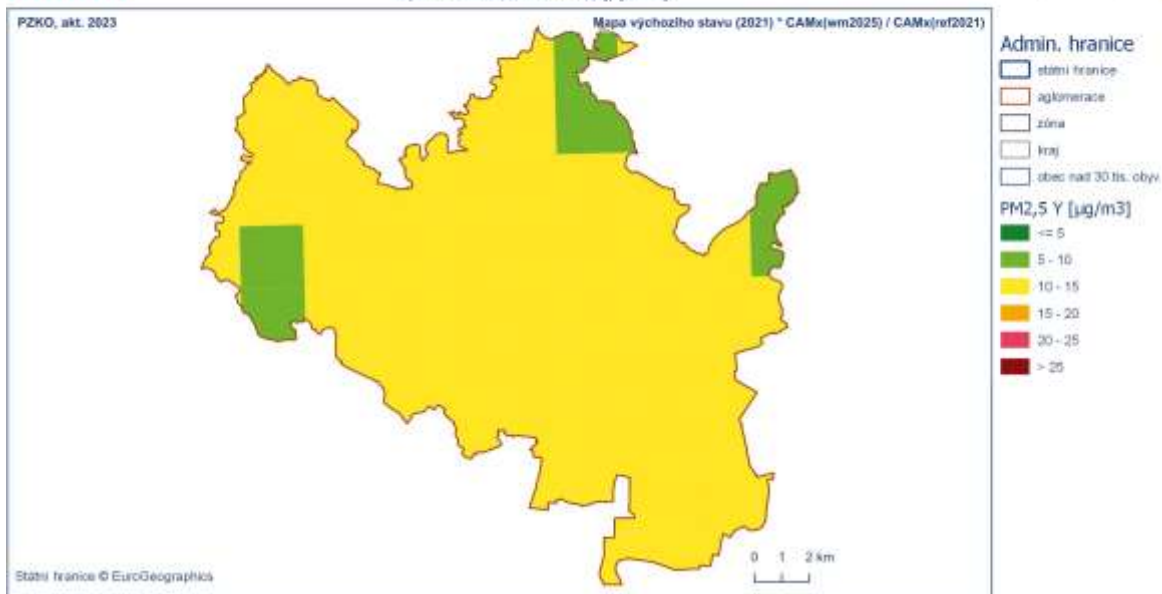 PZKO, akt. 2023
Mapa výchozího stavu (2021) * CAMx(wm2025) / CAMx(ref2021)
Admin. hranice
státní hranice
aglomerace
zóna
kraj
obec nad 30 tis. obyv.
PM2,5 Y [µg/m3]
<= 5
5 - 10
10 - 15
15 - 20
20 - 25
> 25
0 1 2 km
Státní hranice © EuroGeographics